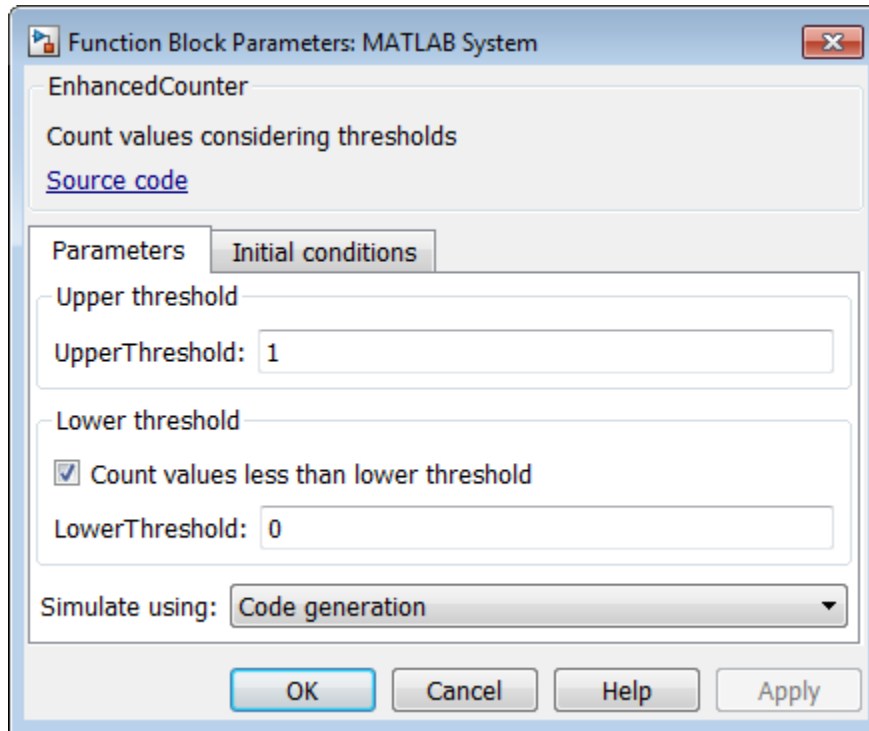 Function Block Parameters: MATLAB System
EnhancedCounter
Count values considering thresholds
Source code
Parameters Initial conditions
Upper threshold
UpperThreshold: 1
Lower threshold
Count values less than lower threshold
LowerThreshold: 0
Simulate using: Code generation
OK Cancel Help Apply